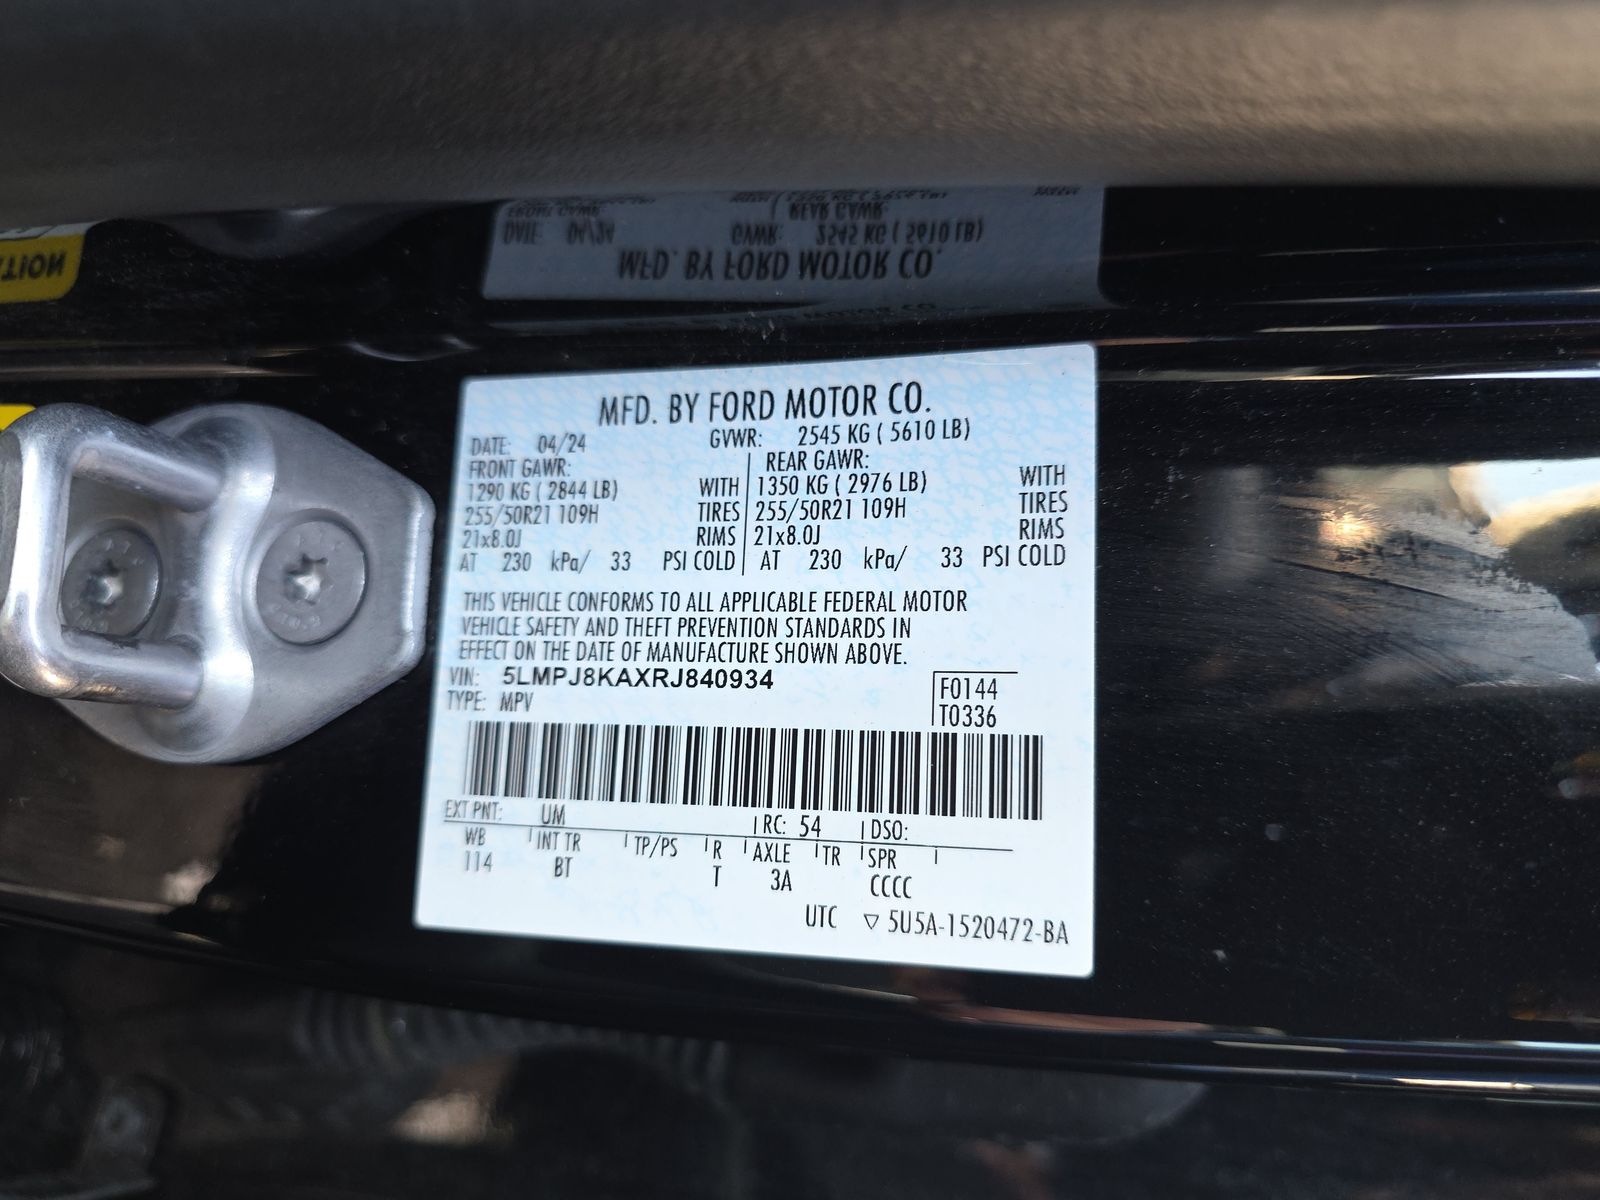 MFD. BY FORD MOTOR CO.
DATE: 04/24 GVWR: 2545 KG ( 5610 LB)
FRONT GAWR: REAR GAWR:
1290 KG ( 2844 LB) WITH 1350 KG ( 2976 LB) WITH
255/50R21 109H TIRES 255/50R21 109H TIRES
21x8.0J RIMS 21x8.0J RIMS
AT 230 kPa/ 33 PSI COLD AT 230 kPa/ 33 PSI COLD
THIS VEHICLE CONFORMS TO ALL APPLICABLE FEDERAL MOTOR
VEHICLE SAFETY AND THEFT PREVENTION STANDARDS IN
EFFECT ON THE DATE OF MANUFACTURE SHOWN ABOVE.
VIN: 5LMPJ8KAXRJ840934
TYPE: MPV
F0144
T0336
EXT PNT: UM RC: 54 DSO:
WB INT TR TP/PS R AXLE TR SPR
114 BT T 3A CCCC
UTC ▽ 5U5A-1520472-BA